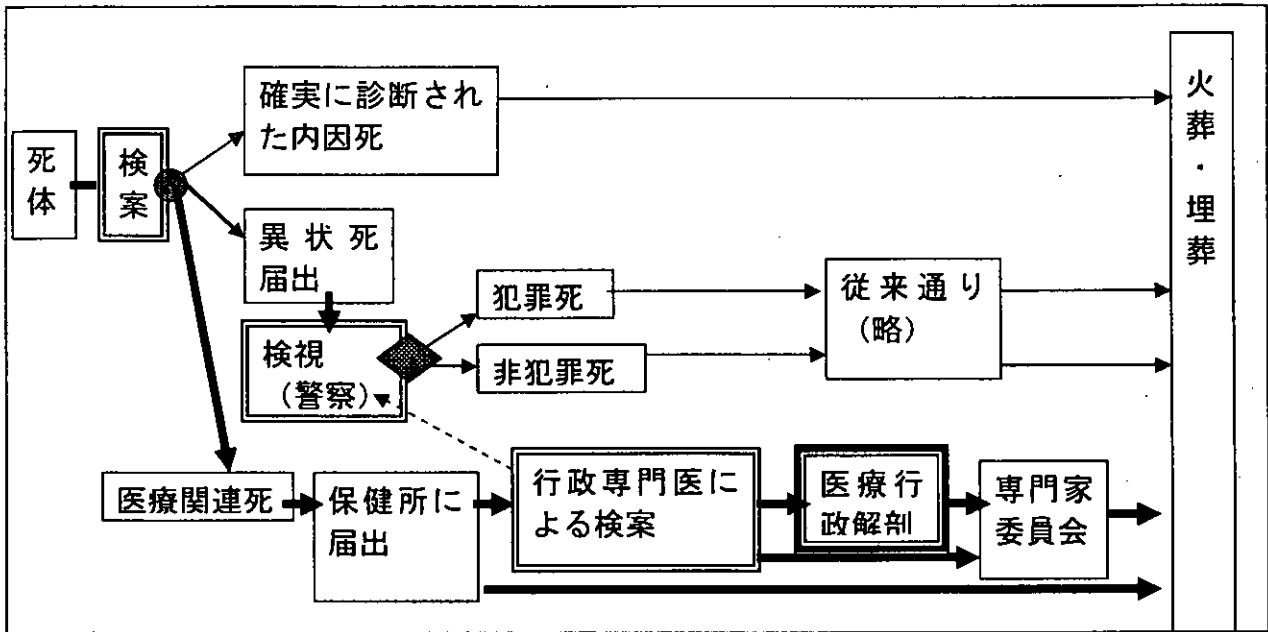 確実に診断され
た内因死
死
体
検
案
異状死
届出
検視
(警察)
犯罪死
非犯罪死
従来通り
(略)
火
葬
・
埋
葬
医療関連死
保健所に
届出
行政専門医に
よる検案
医療行
政解剖
専門家
委員会